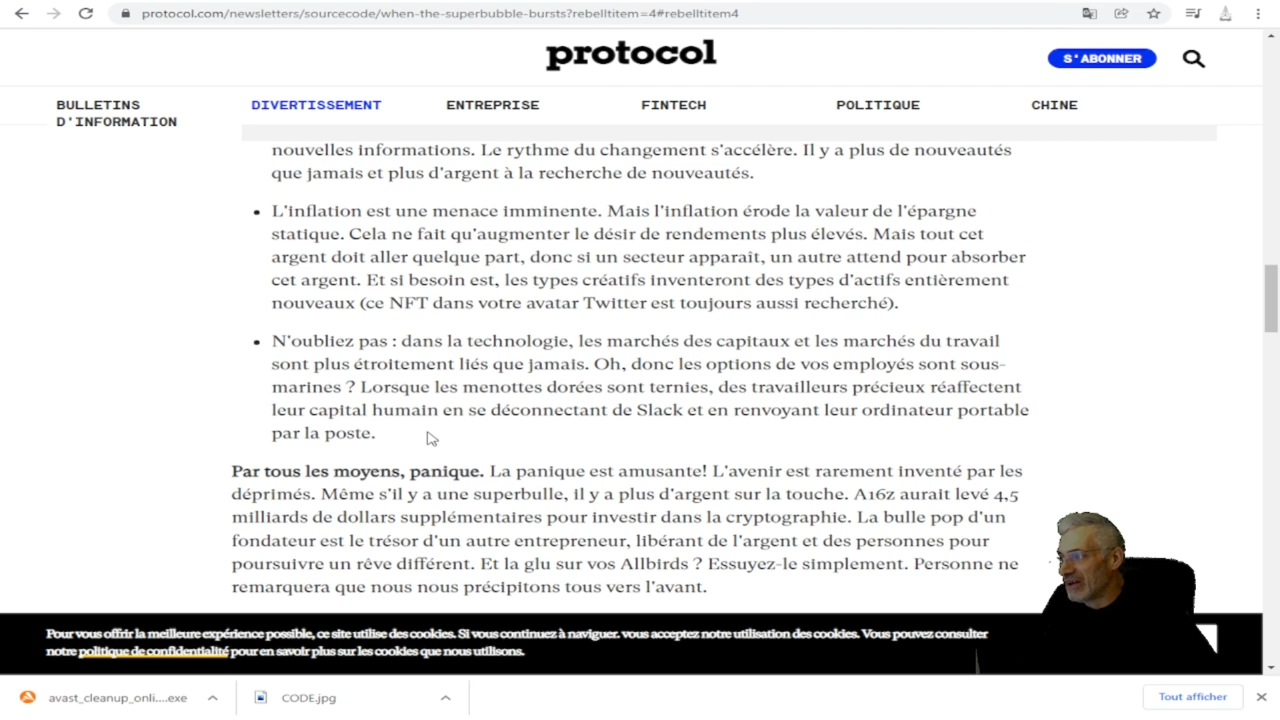 protocol.com/newsletters/sourcecode/when-the-superbubble-bursts?rebelltitem=4#rebelltitem4
protocol
S'ABONNER
BULLETINS
D'INFORMATION
DIVERTISSEMENT
ENTREPRISE
FINTECH
POLITIQUE
CHINE
nouvelles informations. Le rythme du changement s'accélère. Il y a plus de nouveautés
que jamais et plus d'argent à la recherche de nouveautés.
• L'inflation est une menace imminente. Mais l'inflation érode la valeur de l'épargne
statique. Cela ne fait qu'augmenter le désir de rendements plus élevés. Mais tout cet
argent doit aller quelque part, donc si un secteur apparaît, un autre attend pour absorber
cet argent. Et si besoin est, les types créatifs inventeront des types d'actifs entièrement
nouveaux (ce NFT dans votre avatar Twitter est toujours aussi recherché).
• N'oubliez pas : dans la technologie, les marchés des capitaux et les marchés du travail
sont plus étroitement liés que jamais. Oh, donc les options de vos employés sont sous-
marines ? Lorsque les menottes dorées sont ternies, des travailleurs précieux réaffectent
leur capital humain en se déconnectant de Slack et en renvoyant leur ordinateur portable
par la poste.
Par tous les moyens, panique. La panique est amusante! L'avenir est rarement inventé par les
déprimés. Même s'il y a une superbulle, il y a plus d'argent sur la touche. A16z aurait levé 4,5
milliards de dollars supplémentaires pour investir dans la cryptographie. La bulle pop d'un
fondateur est le trésor d'un autre entrepreneur, libérant de l'argent et des personnes pour
poursuivre un rêve différent. Et la glu sur vos Allbirds ? Essuyez-le simplement. Personne ne
remarquera que nous nous précipitons tous vers l'avant.
Pour vous offrir la meilleure expérience possible, ce site utilise des cookies. Si vous continuez à naviguer. vous acceptez notre utilisation des cookies. Vous pouvez consulter
notre politique de confidentialité pour en savoir plus sur les cookies que nous utilisons.
avast_cleanup_onli....exe
CODE.jpg
Tout afficher